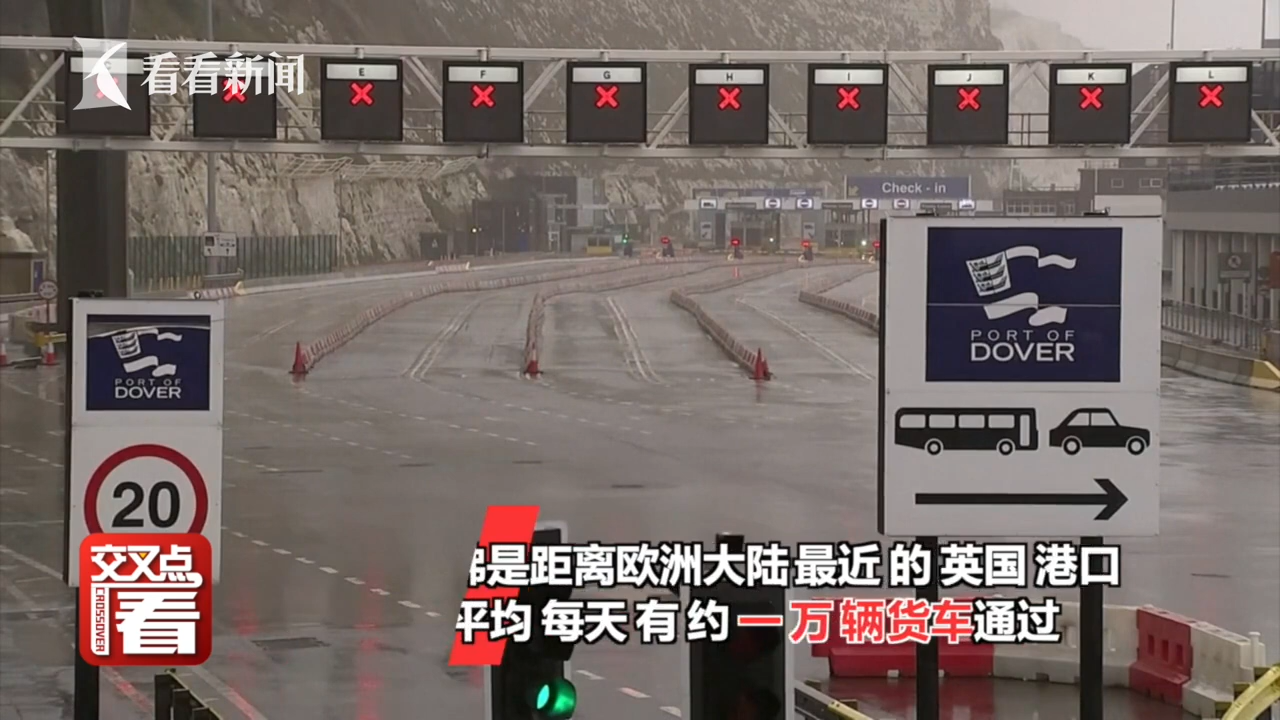 看看新闻
E
F
G
H
I
J
K
L
Check-in
PORT OF
DOVER
PORT OF
DOVER
20
交叉点
看
CROSSOVER
是距离欧洲大陆最近的英国港口
平均每天有约一万辆货车通过